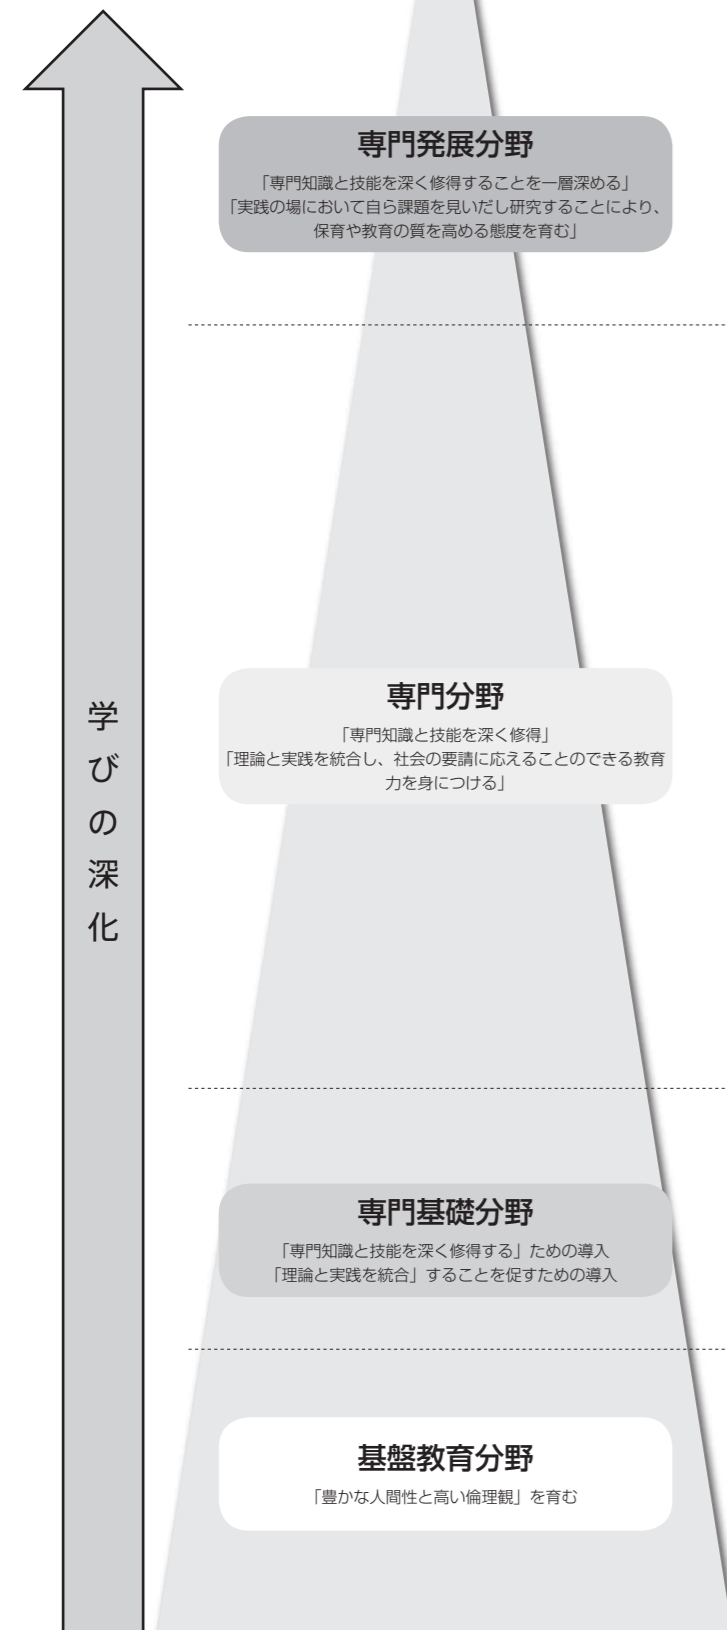 専門発展分野
「専門知識と技能を深く修得することを一層深める」
「実践の場において自ら課題を見いだし研究することにより、
保育や教育の質を高める態度を育む」
学びの深化
専門分野
「専門知識と技能を深く修得」
「理論と実践を統合し、社会の要請に応えることのできる教育
力を身につける」
専門基礎分野
「専門知識と技能を深く修得する」ための導入
「理論と実践を統合」することを促すための導入
基盤教育分野
「豊かな人間性と高い倫理観」を育む